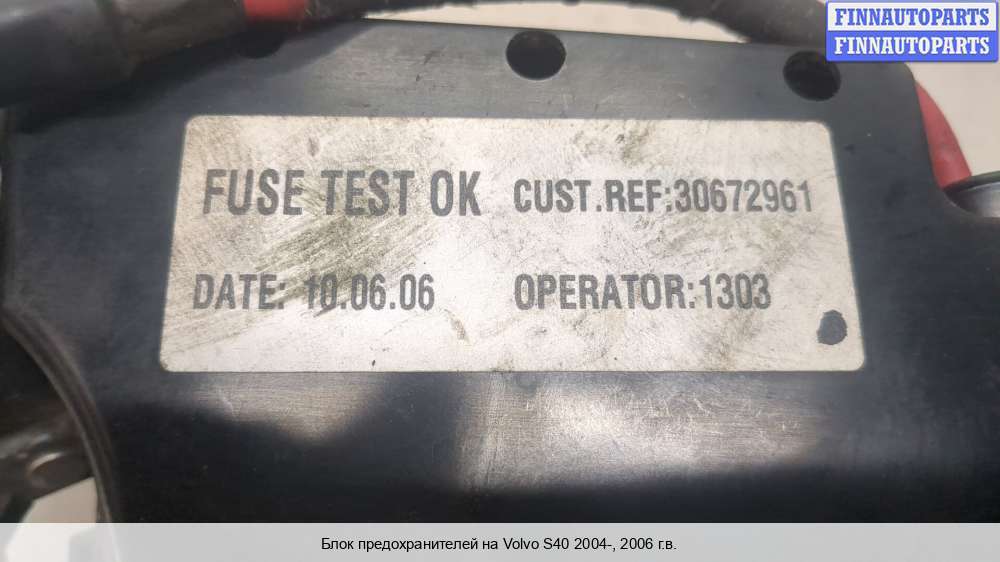 FINNAUTOPARTS
FINNAUTOPARTS
FUSE TEST OK CUST.REF:30672961
DATE: 10.06.06 OPERATOR:1303
Блок предохранителей на Volvo S40 2004-, 2006 г.в.